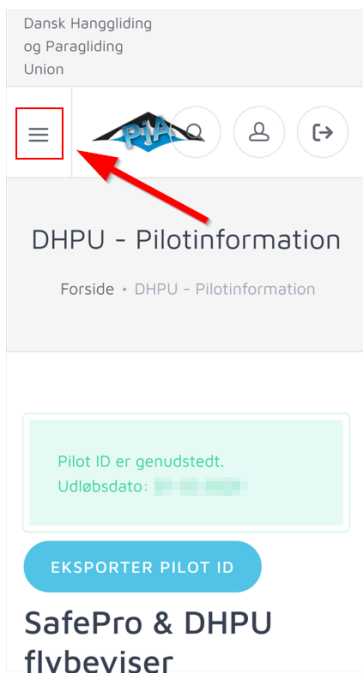 Dansk Hanggliding
og Paragliding
Union
PIA
DHPU - Pilotinformation
Forside • DHPU - Pilotinformation
Pilot ID er genudstedt.
Udløbsdato:
EKSPORTER PILOT ID
SafePro & DHPU
flybeviser